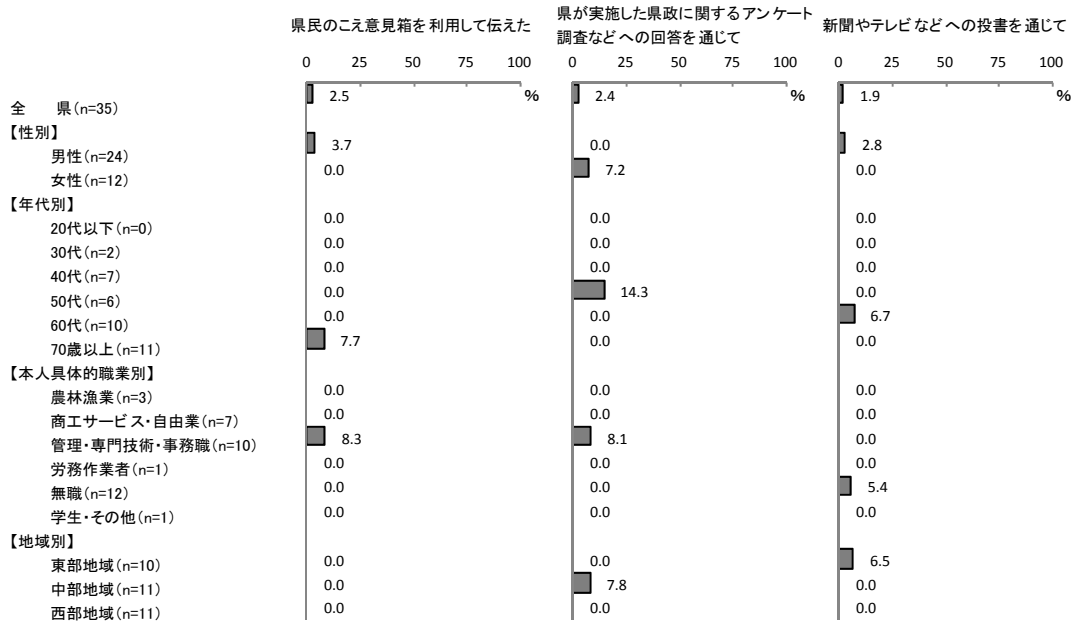 県民のこえ意見箱を利用して伝えた
県が実施した県政に関するアンケート
調査などへの回答を通じて
新聞やテレビなどへの投書を通じて
0 25 50 75 100
0 25 50 75 100
0 25 50 75 100
% % %
全　県(n=35) 2.5 2.4 1.9
【性別】
男性(n=24) 3.7 0.0 2.8
女性(n=12) 0.0 7.2 0.0
【年代別】
20代以下(n=0) 0.0 0.0 0.0
30代(n=2) 0.0 0.0 0.0
40代(n=7) 0.0 0.0 0.0
50代(n=6) 0.0 14.3 0.0
60代(n=10) 0.0 0.0 6.7
70歳以上(n=11) 7.7 0.0 0.0
【本人具体的職業別】
農林漁業(n=3) 0.0 0.0 0.0
商工サービス・自由業(n=7) 0.0 0.0 0.0
管理・専門技術・事務職(n=10) 8.3 8.1 0.0
労務作業者(n=1) 0.0 0.0 0.0
無職(n=12) 0.0 0.0 5.4
学生・その他(n=1) 0.0 0.0 0.0
【地域別】
東部地域(n=10) 0.0 0.0 6.5
中部地域(n=11) 0.0 7.8 0.0
西部地域(n=11) 0.0 0.0 0.0